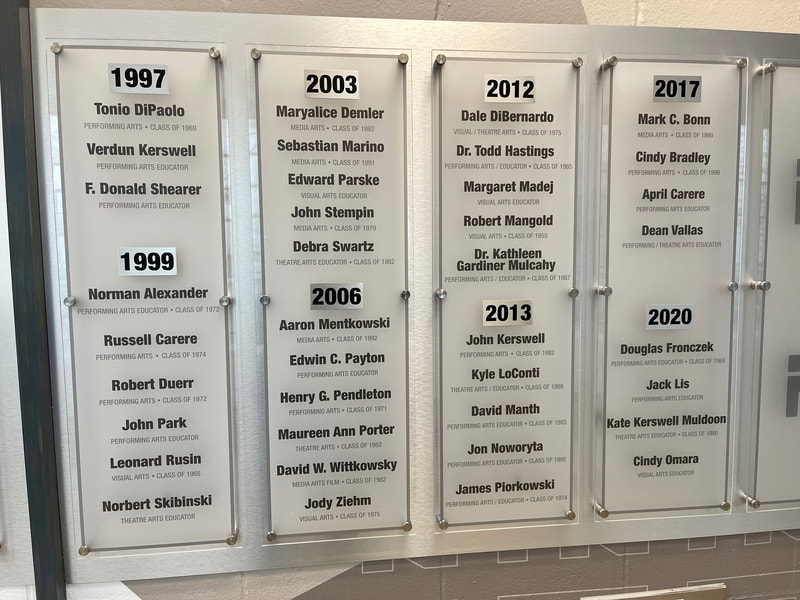 1997
Tonio DiPaolo
PERFORMING ARTS • CLASS OF 1969
Verdun Kerswell
PERFORMING ARTS EDUCATOR
F. Donald Shearer
PERFORMING ARTS EDUCATOR
1999
Norman Alexander
PERFORMING ARTS EDUCATOR • CLASS OF 1972
Russell Carere
PERFORMING ARTS • CLASS OF 1974
Robert Duerr
PERFORMING ARTS • CLASS OF 1972
John Park
PERFORMING ARTS EDUCATOR
Leonard Rusin
VISUAL ARTS • CLASS OF 1965
Norbert Skibinski
THEATRE ARTS EDUCATOR
2003
Maryalice Demler
MEDIA ARTS • CLASS OF 1982
Sebastian Marino
MEDIA ARTS • CLASS OF 1991
Edward Parske
VISUAL ARTS EDUCATOR
John Stempin
MEDIA ARTS • CLASS OF 1979
Debra Swartz
THEATRE ARTS EDUCATOR • CLASS OF 1982
2006
Aaron Mentkowski
MEDIA ARTS • CLASS OF 1992
Edwin C. Payton
PERFORMING ARTS EDUCATOR
Henry G. Pendleton
PERFORMING ARTS • CLASS OF 1971
Maureen Ann Porter
THEATRE ARTS • CLASS OF 1982
David W. Wittkowsky
MEDIA ARTS FILM • CLASS OF 1982
Jody Ziehm
VISUAL ARTS • CLASS OF 1975
2012
Dale DiBernardo
VISUAL / THEATRE ARTS • CLASS OF 1975
Dr. Todd Hastings
PERFORMING ARTS / EDUCATOR • CLASS OF 1985
Margaret Madej
VISUAL ARTS EDUCATOR
Robert Mangold
VISUAL ARTS • CLASS OF 1955
Dr. Kathleen
Gardiner Mulcahy
PERFORMING ARTS / EDUCATOR • CLASS OF 1967
2013
John Kerswell
PERFORMING ARTS • CLASS OF 1982
Kyle LoConti
THEATRE ARTS / EDUCATOR • CLASS OF
David Manth
PERFORMING ARTS / EDUCATOR • CLASS OF
Jon Noworyta
PERFORMING ARTS / EDUCATOR • CLASS OF 1990
James Piorkowski
PERFORMING ARTS / EDUCATOR • CLASS OF 1974
2017
Mark C. Bonn
MEDIA ARTS • CLASS OF 1980
Cindy Bradley
PERFORMING ARTS • CLASS OF 1996
April Carere
PERFORMING ARTS EDUCATOR
Dean Vallas
PERFORMING / THEATRE ARTS EDUCATOR
2020
Douglas Fronczek
PERFORMING ARTS EDUCATOR • CLASS OF 1969
Jack Lis
PERFORMING ARTS EDUCATOR
Kate Kerswell Muldoon
THEATRE ARTS EDUCATOR • CLASS OF 1980
Cindy Omara
VISUAL ARTS EDUCATOR